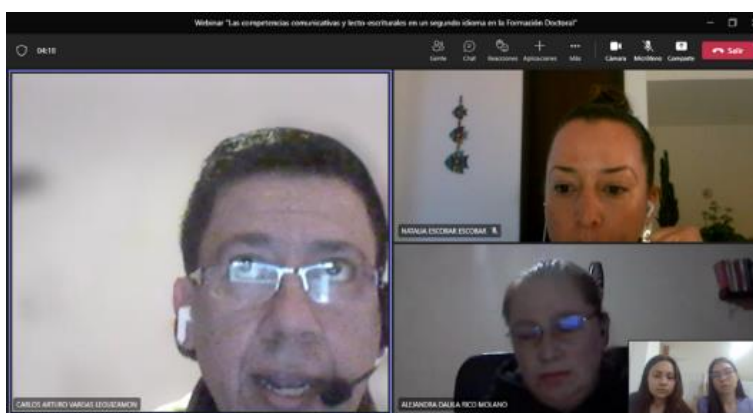 Webinar "Las competencias comunicativas y lecto-escriturales en un segundo idioma en la Formación Doctoral"
04:10
Gente Chat Reacciones Aplicaciones Más Cámara Micrófono Compartir Salir
NATALIA ESCOBAR ESCOBAR
CARLOS ARTURO VARGAS LEGUIZAMON
ALEJANDRA DALILA RICO MOLANO